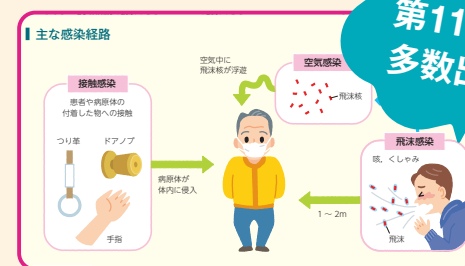 第11
多数出
主な感染経路
接触感染
患者や病原体の
付着した物への接触
つり革
ドアノブ
手指
病原体が
体内に侵入
空気中に
飛沫核が浮遊
空気感染
飛沫核
飛沫感染
咳，くしゃみ
飛沫
1 ～ 2m